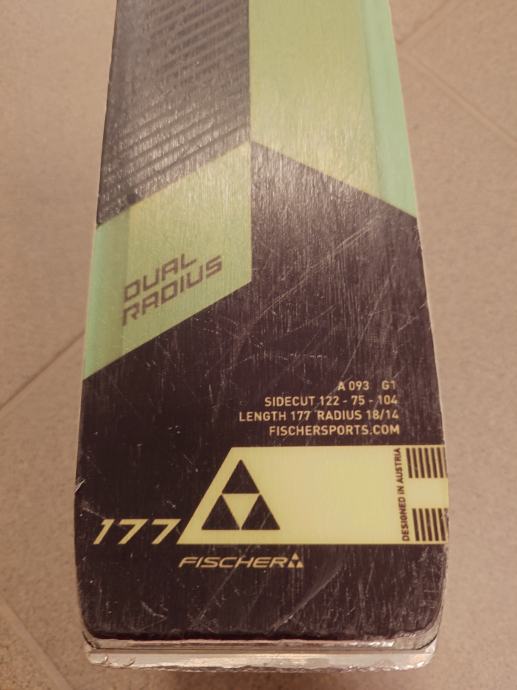 DUAL
RADIUS
A 093 G1
SIDECUT 122 - 75 - 104
LENGTH 177 RADIUS 18/14
FISCHERSPORTS.COM
DESIGNED IN AUSTRIA
177
FISCHER